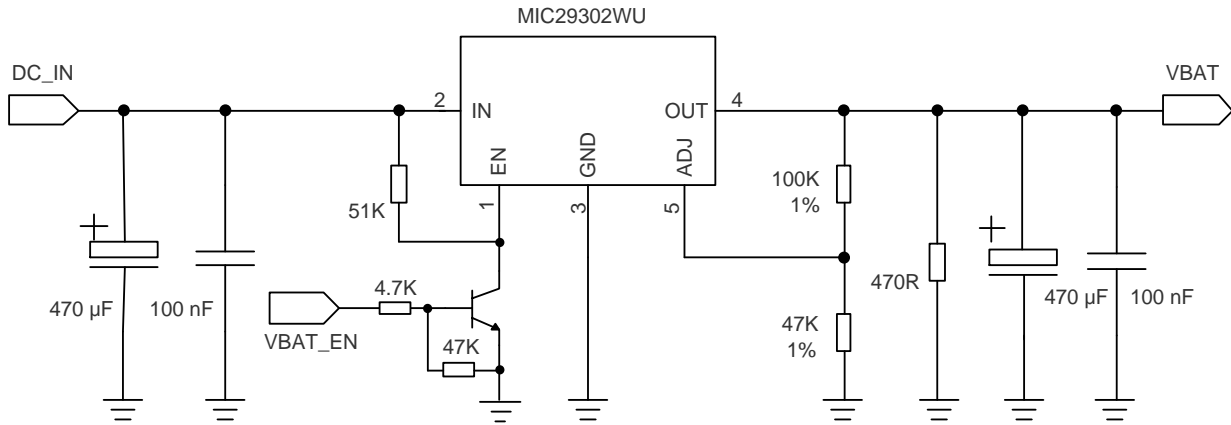 MIC29302WU
DC_IN
VBAT
2
IN
OUT
4
EN
GND
ADJ
1
3
5
51K
100K
1%
470 µF
100 nF
4.7K
VBAT_EN
47K
47K
1%
470R
470 µF
100 nF